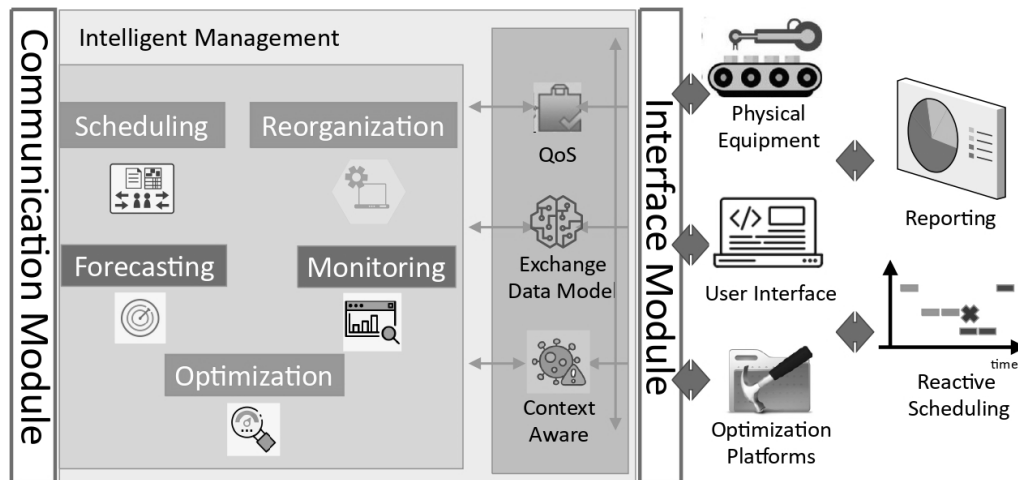 Communication Module
Intelligent Management
Scheduling
Reorganization
Forecasting
Monitoring
Optimization
QoS
Exchange
Data Model
Context
Aware
Interface Module
Physical
Equipment
</>
User Interface
Optimization
Platforms
Reporting
time
Reactive
Scheduling